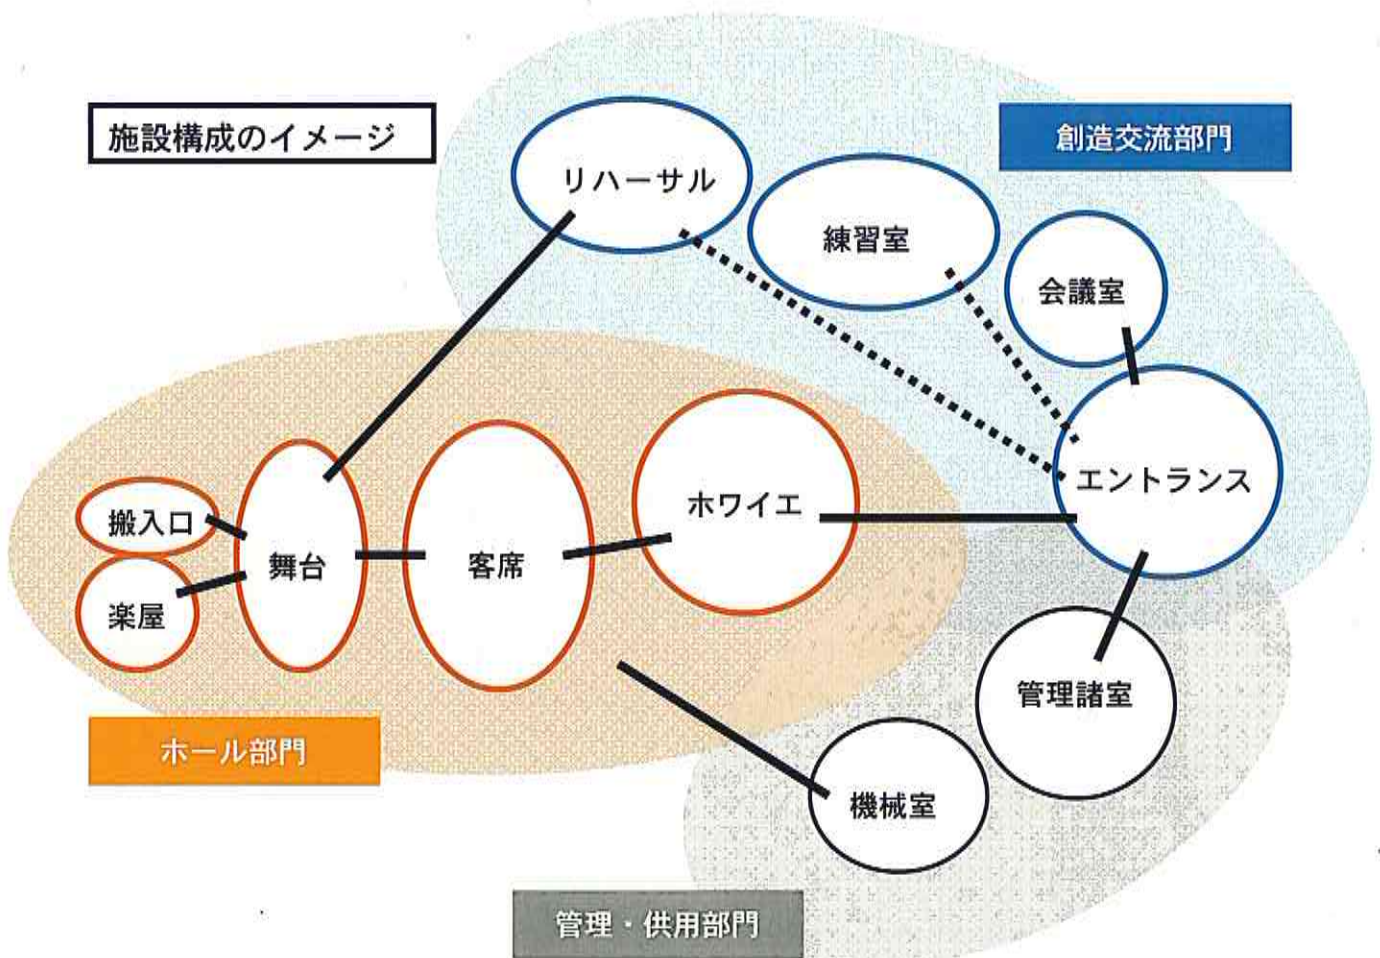 施設構成のイメージ
創造交流部門
リハーサル
練習室
会議室
エントランス
ホワイエ
搬入口
舞台
客席
楽屋
管理諸室
ホール部門
機械室
管理・供用部門